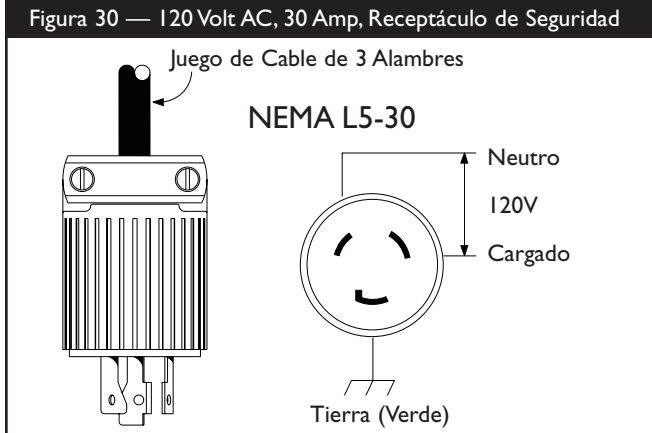 Figura 30 — 120 Volt AC, 30 Amp, Receptáculo de Seguridad
Juego de Cable de 3 Alambres
NEMA L5-30
Neutro
120V
Cargado
Tierra (Verde)